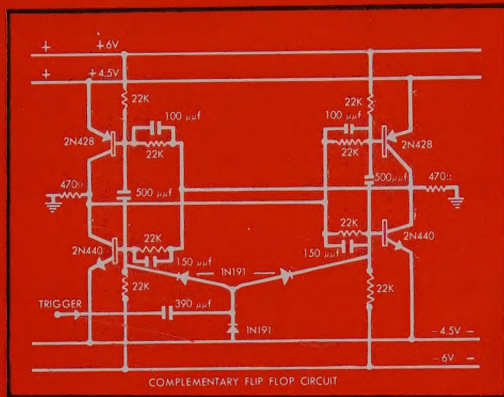 + +6V
+ +4.5V
22K
22K
100 μμf
100 μμf
2N428
22K
22K
2N428
470Ω
500 μμf
500μμf
470Ω
2N440
22K
22K
2N440
150 μμf
1N191
150 μμf
22K
22K
TRIGGER
390 μμf
1N191
-4.5V -
-6V -
COMPLEMENTARY FLIP FLOP CIRCUIT